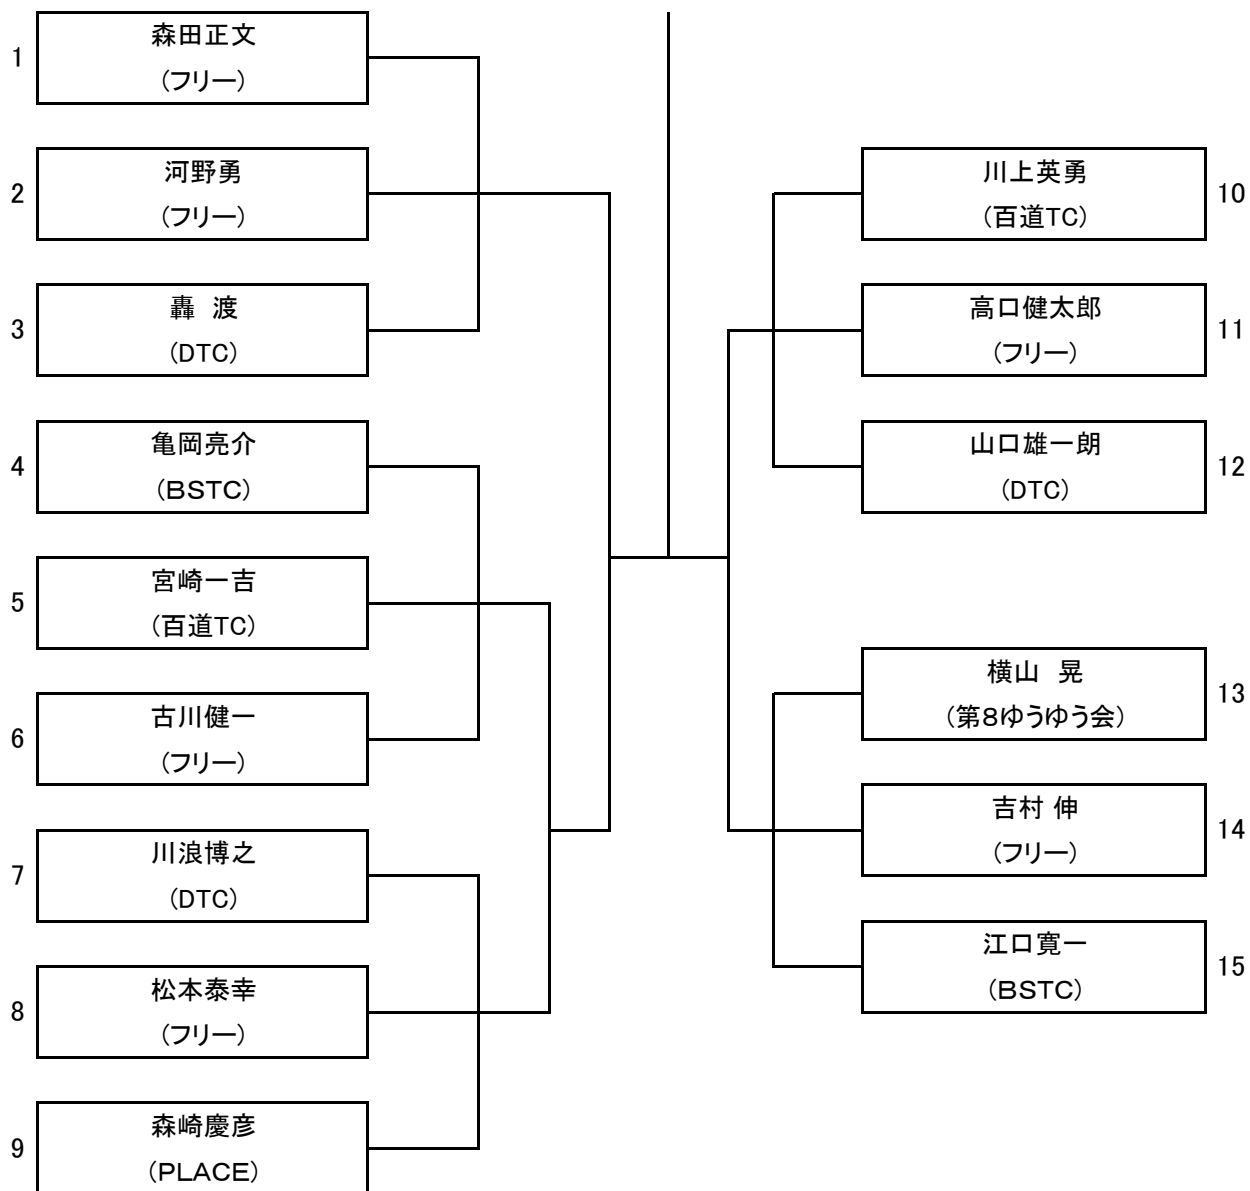 1
森田正文
(フリー)
2
河野勇
(フリー)
3
轟　渡
(DTC)
4
亀岡亮介
(BSTC)
5
宮崎一吉
(百道TC)
6
古川健一
(フリー)
7
川浪博之
(DTC)
8
松本泰幸
(フリー)
9
森崎慶彦
(PLACE)
川上英勇
(百道TC)
10
高口健太郎
(フリー)
11
山口雄一朗
(DTC)
12
横山　晃
(第8ゆうゆう会)
13
吉村 伸
(フリー)
14
江口寛一
(BSTC)
15